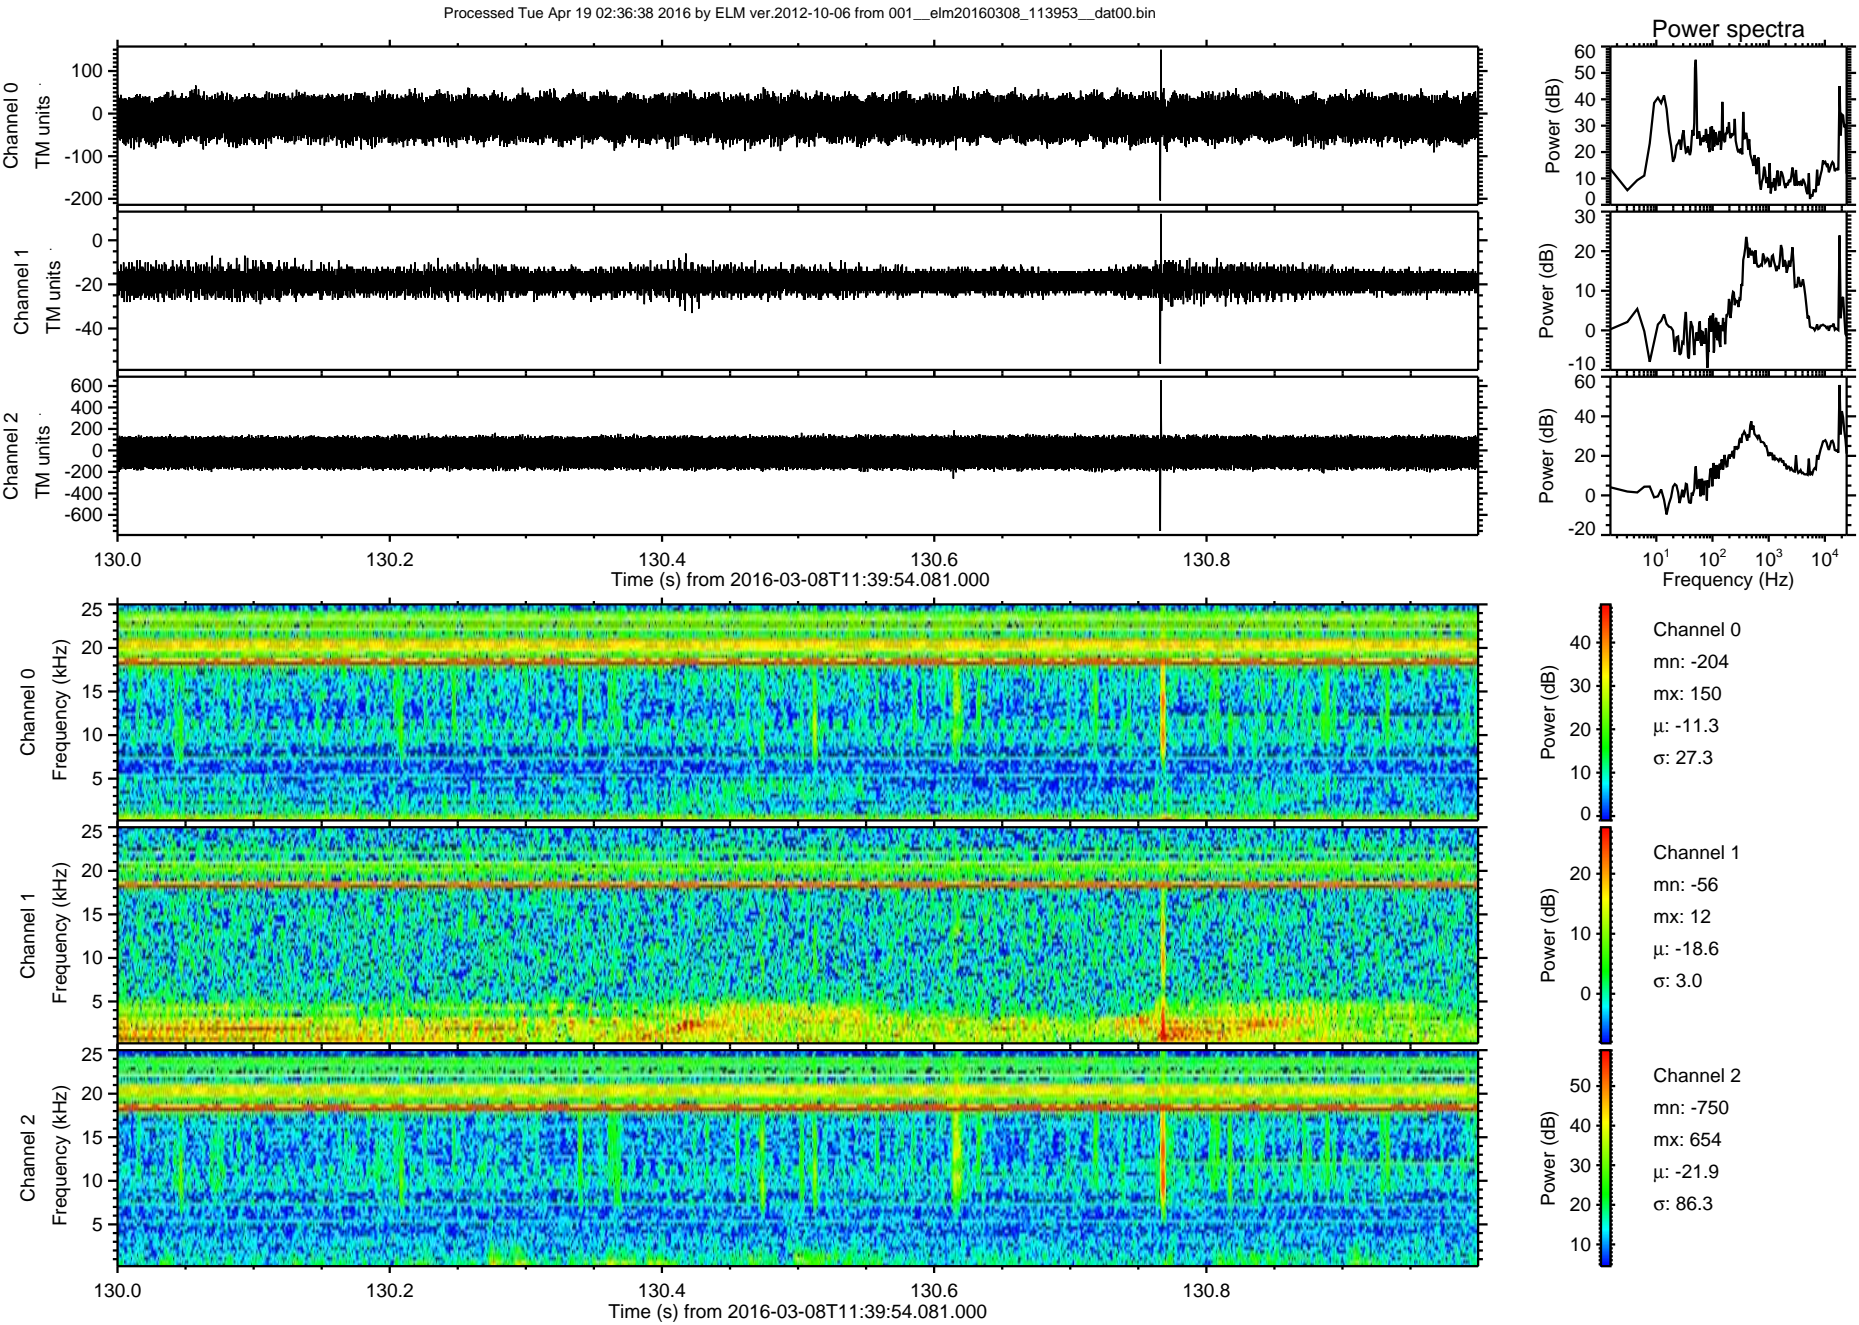 Processed Tue Apr 19 02:36:38 2016 by ELM ver.2012-10-06 from 001__elm20160308_113953__dat00.bin
Power spectra
Channel 0
TM units
100
0
-100
-200
Power (dB)
60
50
40
30
20
10
0
Channel 1
TM units
0
-20
-40
Power (dB)
30
20
10
0
-10
Channel 2
TM units
600
400
200
0
-200
-400
-600
Power (dB)
60
40
20
0
-20
130.0 130.2 130.4 130.6 130.8
Time (s) from 2016-03-08T11:39:54.081.000
10^1 10^2 10^3 10^4
Frequency (Hz)
Channel 0
Frequency (kHz)
25
20
15
10
5
Power (dB)
40
30
20
10
0
Channel 0
mn: -204
mx: 150
μ: -11.3
σ: 27.3
Channel 1
Frequency (kHz)
25
20
15
10
5
Power (dB)
20
10
0
Channel 1
mn: -56
mx: 12
μ: -18.6
σ: 3.0
Channel 2
Frequency (kHz)
25
20
15
10
5
Power (dB)
50
40
30
20
10
Channel 2
mn: -750
mx: 654
μ: -21.9
σ: 86.3
130.0 130.2 130.4 130.6 130.8
Time (s) from 2016-03-08T11:39:54.081.000